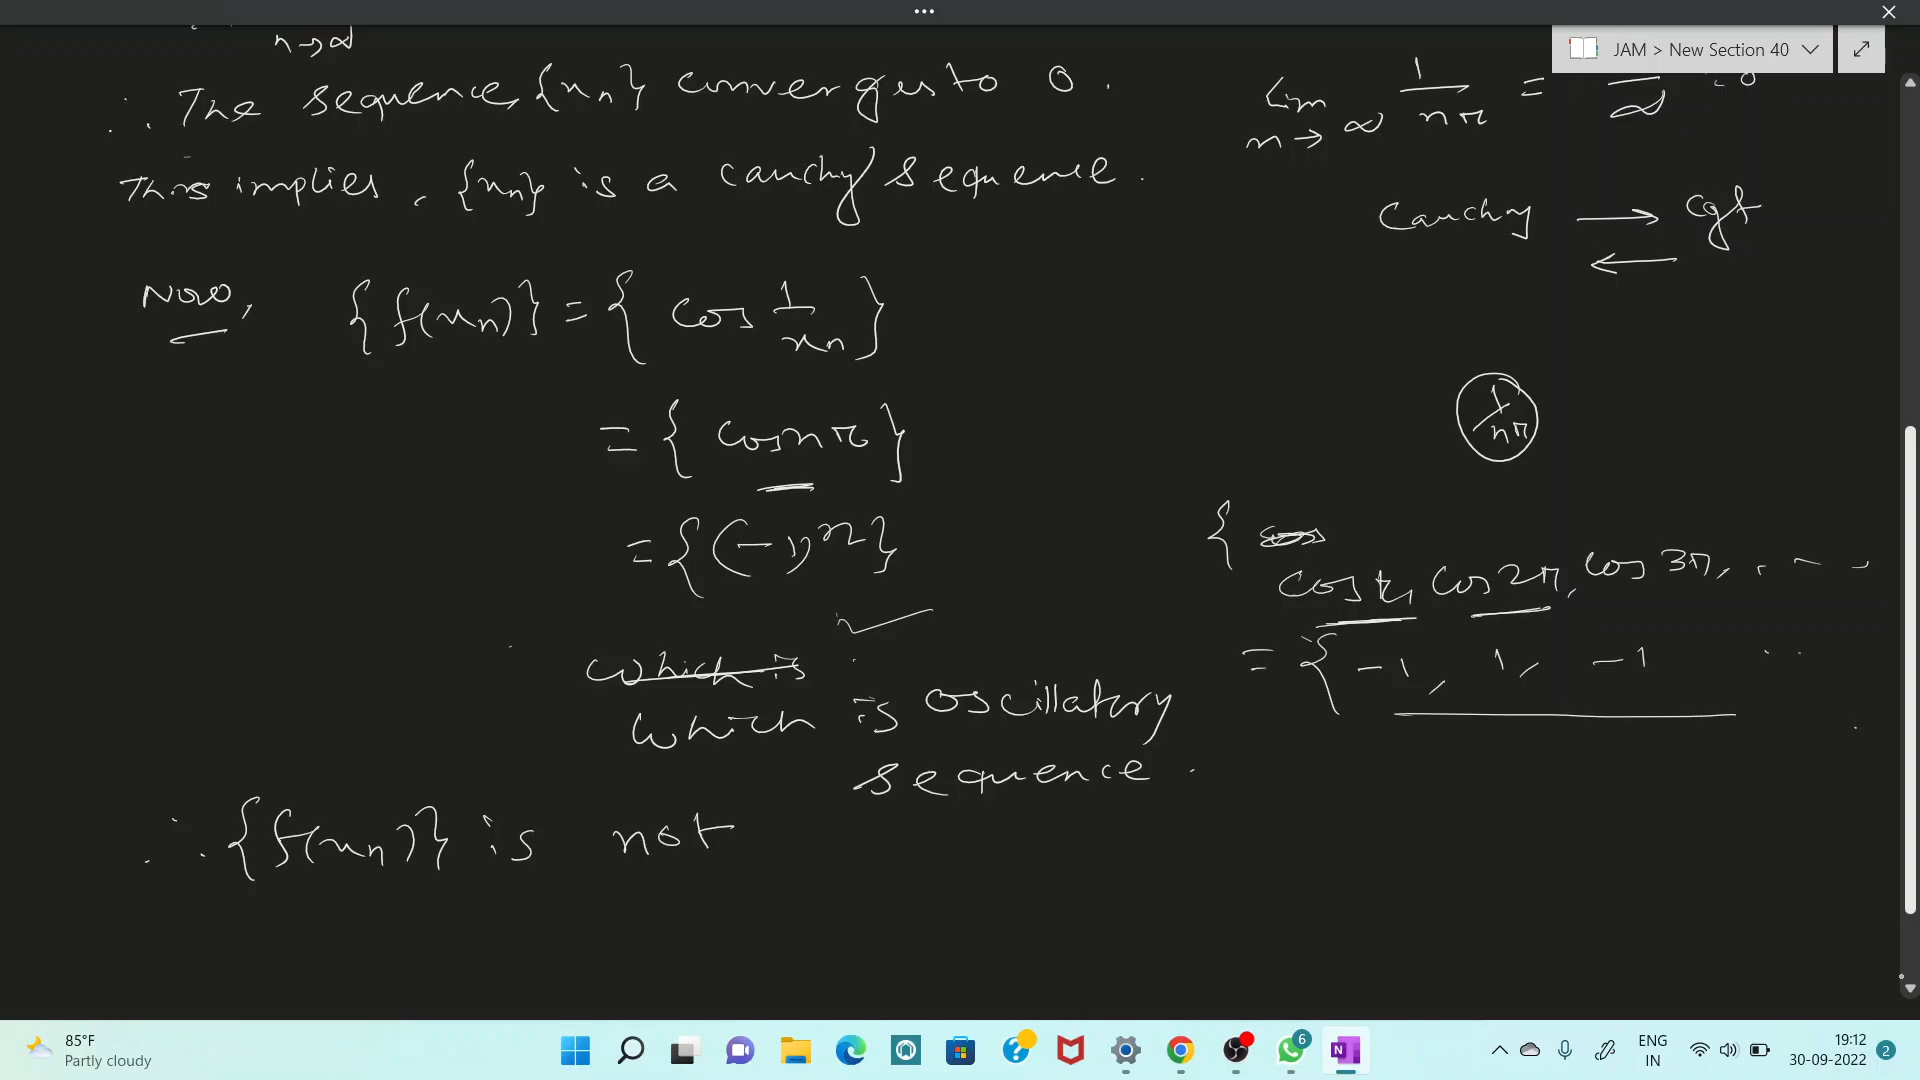 n→∞
∴ The sequence {xn} converges to 0.
This implies, {xn} is a cauchy sequence.
Now, {f(xn)} = { cos 1/xn }
= { cos nπ }
= { (-1)^n }
which is
which is oscillatory
sequence.
∴ {f(xn)} is not
JAM > New Section 40
Lim n→∞ 1/nπ = 1/∞ = 0
Cauchy → cgt
←
1/nπ
{ cos
cos π, cos 2π, cos 3π, ....
= { -1, 1, -1 ..
85°F
Partly cloudy
6
ENG
IN
19:12
30-09-2022
2